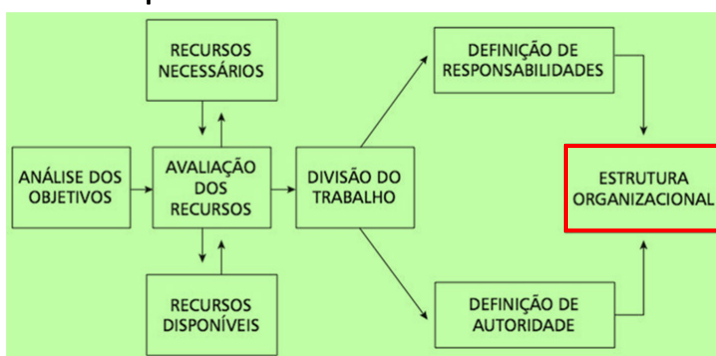 RECURSOS
NECESSÁRIOS
DEFINIÇÃO DE
RESPONSABILIDADES
ANÁLISE DOS
OBJETIVOS
AVALIAÇÃO
DOS
RECURSOS
DIVISÃO DO
TRABALHO
ESTRUTURA
ORGANIZACIONAL
RECURSOS
DISPONÍVEIS
DEFINIÇÃO DE
AUTORIDADE